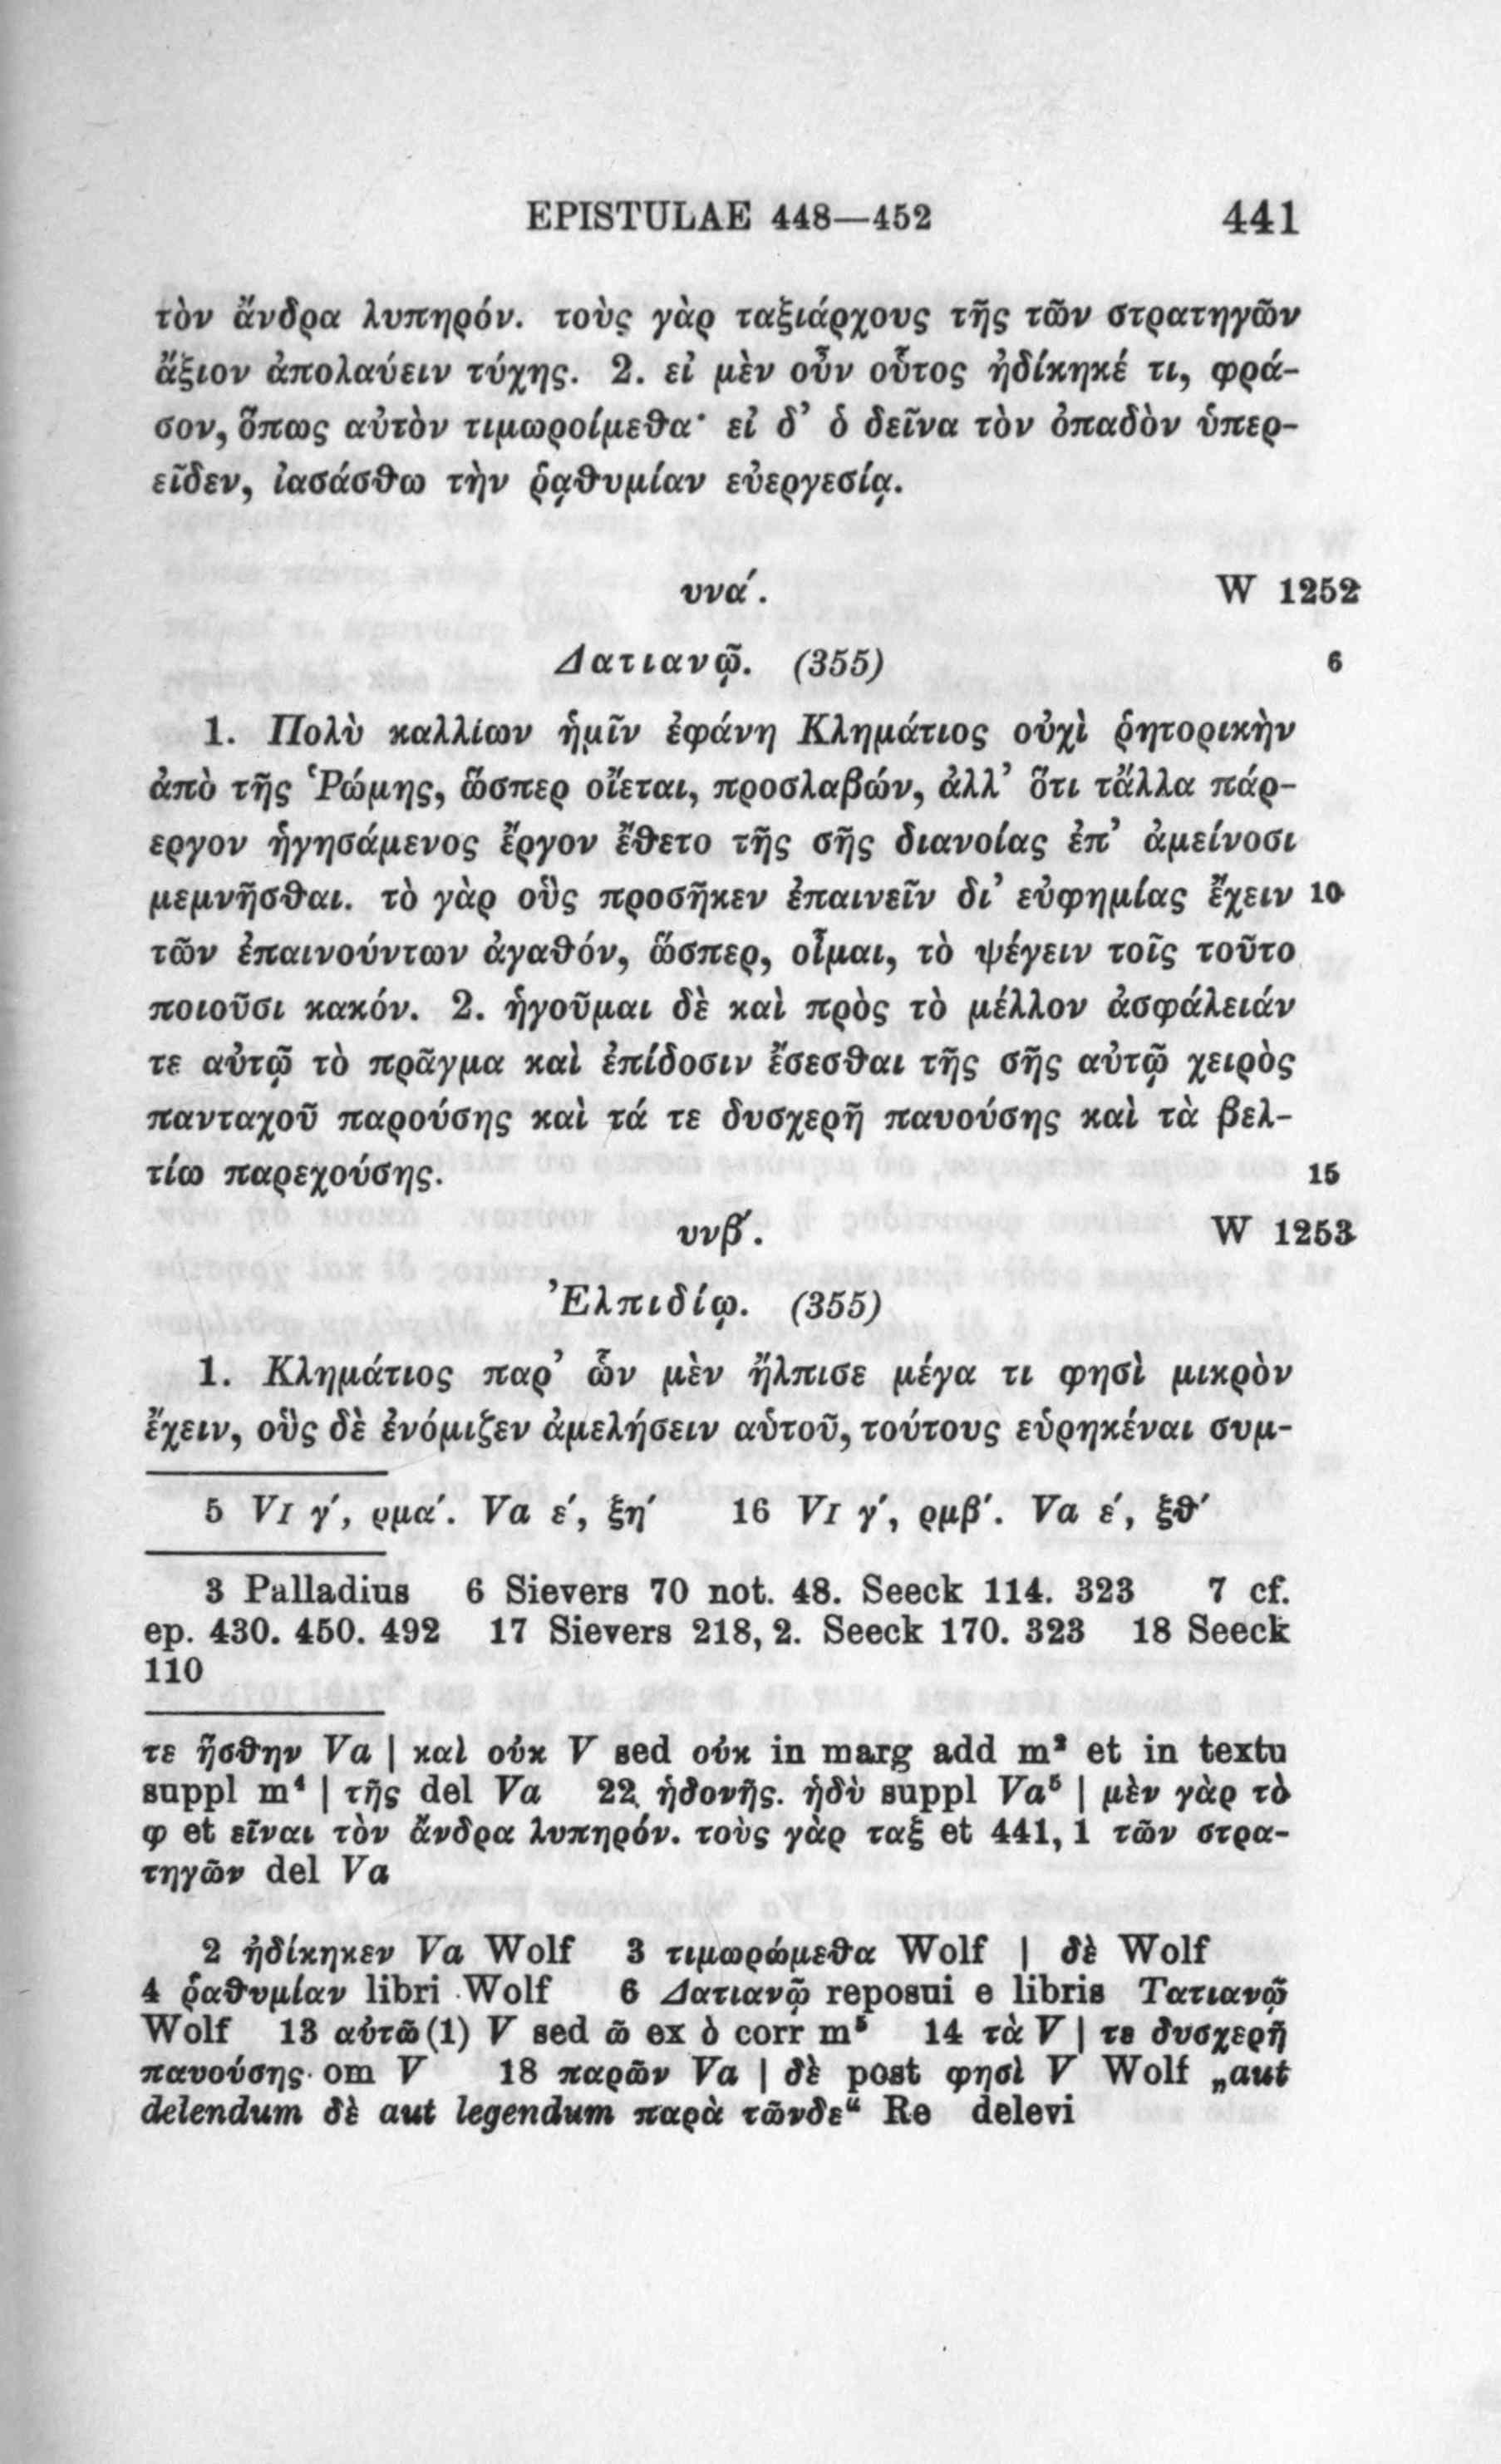 EPISTULAE 448—452 441
τὸν ἄνδρα λυπηρόν. τοὺς γὰρ ταξιάρχους τῆς τῶν στρατηγῶν
ἄξιον ἀπολαύειν τύχης. 2. εἰ μὲν οὖν οὗτος ἠδίκηκέ τι, φρά-
σον, ὅπως αὐτὸν τιμωροίμεθα· εἰ δ’ ὁ δεῖνα τὸν ὀπαδὸν ὑπερ-
εῖδεν, ἰασάσθω τὴν ῥᾳθυμίαν εὐεργεσίᾳ.
υνα΄. W 1252
Δατιανῷ. (355) 6
1. Πολὺ καλλίων ἡμῖν ἐφάνη Κλημάτιος οὐχὶ ῥητορικὴν
ἀπὸ τῆς Ῥώμης, ὥσπερ οἴεται, προσλαβών, ἀλλ’ ὅτι τἄλλα πάρ-
εργον ἡγησάμενος ἔργον ἔθετο τῆς σῆς διανοίας ἐπ’ ἀμείνοσι
μεμνῆσθαι. τὸ γὰρ οὓς προσῆκεν ἐπαινεῖν δι’ εὐφημίας ἔχειν 10
τῶν ἐπαινούντων ἀγαθόν, ὥσπερ, οἶμαι, τὸ ψέγειν τοῖς τοῦτο
ποιοῦσι κακόν. 2. ἡγοῦμαι δὲ καὶ πρὸς τὸ μέλλον ἀσφάλειάν
τε αὐτῷ τὸ πρᾶγμα καὶ ἐπίδοσιν ἔσεσθαι τῆς σῆς αὐτῷ χειρὸς
πανταχοῦ παρούσης καὶ τά τε δυσχερῆ παυούσης καὶ τὰ βελ-
τίω παρεχούσης. 15
υνβ΄. W 1253
Ἐλπιδίῳ. (355)
1. Κλημάτιος παρ’ ὧν μὲν ἤλπισε μέγα τι φησὶ μικρὸν
ἔχειν, οὓς δὲ ἐνόμιζεν ἀμελήσειν αὑτοῦ, τούτους εὑρηκέναι συμ-
5 VI γ΄, ρμα΄. Va ε΄, ξη΄ 16 VI γ΄, ρμβ΄. Va ε΄, ξθ΄
3 Palladius 6 Sievers 70 not. 48. Seeck 114. 323 7 cf.
ep. 430. 450. 492 17 Sievers 218, 2. Seeck 170. 323 18 Seeck
110
τε ἥσθην Va | καὶ οὐκ V sed οὐκ in marg add m² et in textu
suppl m⁴ | τῆς del Va 22 ἡδονῆς. ἡδὺ suppl Va⁵ | μὲν γὰρ τὸ
φ et εἶναι τὸν ἄνδρα λυπηρόν. τοὺς γὰρ ταξ et 441, 1 τῶν στρα-
τηγῶν del Va
2 ἠδίκηκεν Va Wolf 3 τιμωρώμεθα Wolf | δὲ Wolf
4 ῥαθυμίαν libri Wolf 6 Δατιανῷ reposui e libris Τατιανῷ
Wolf 13 αὐτῶ (1) V sed ῶ ex ὸ corr m⁵ 14 τὰ V | τε δυσχερῆ
παυούσης om V 18 παρῶν Va | δὲ post φησὶ V Wolf „aut
delendum δὲ aut legendum παρὰ τῶνδε“ Re delevi